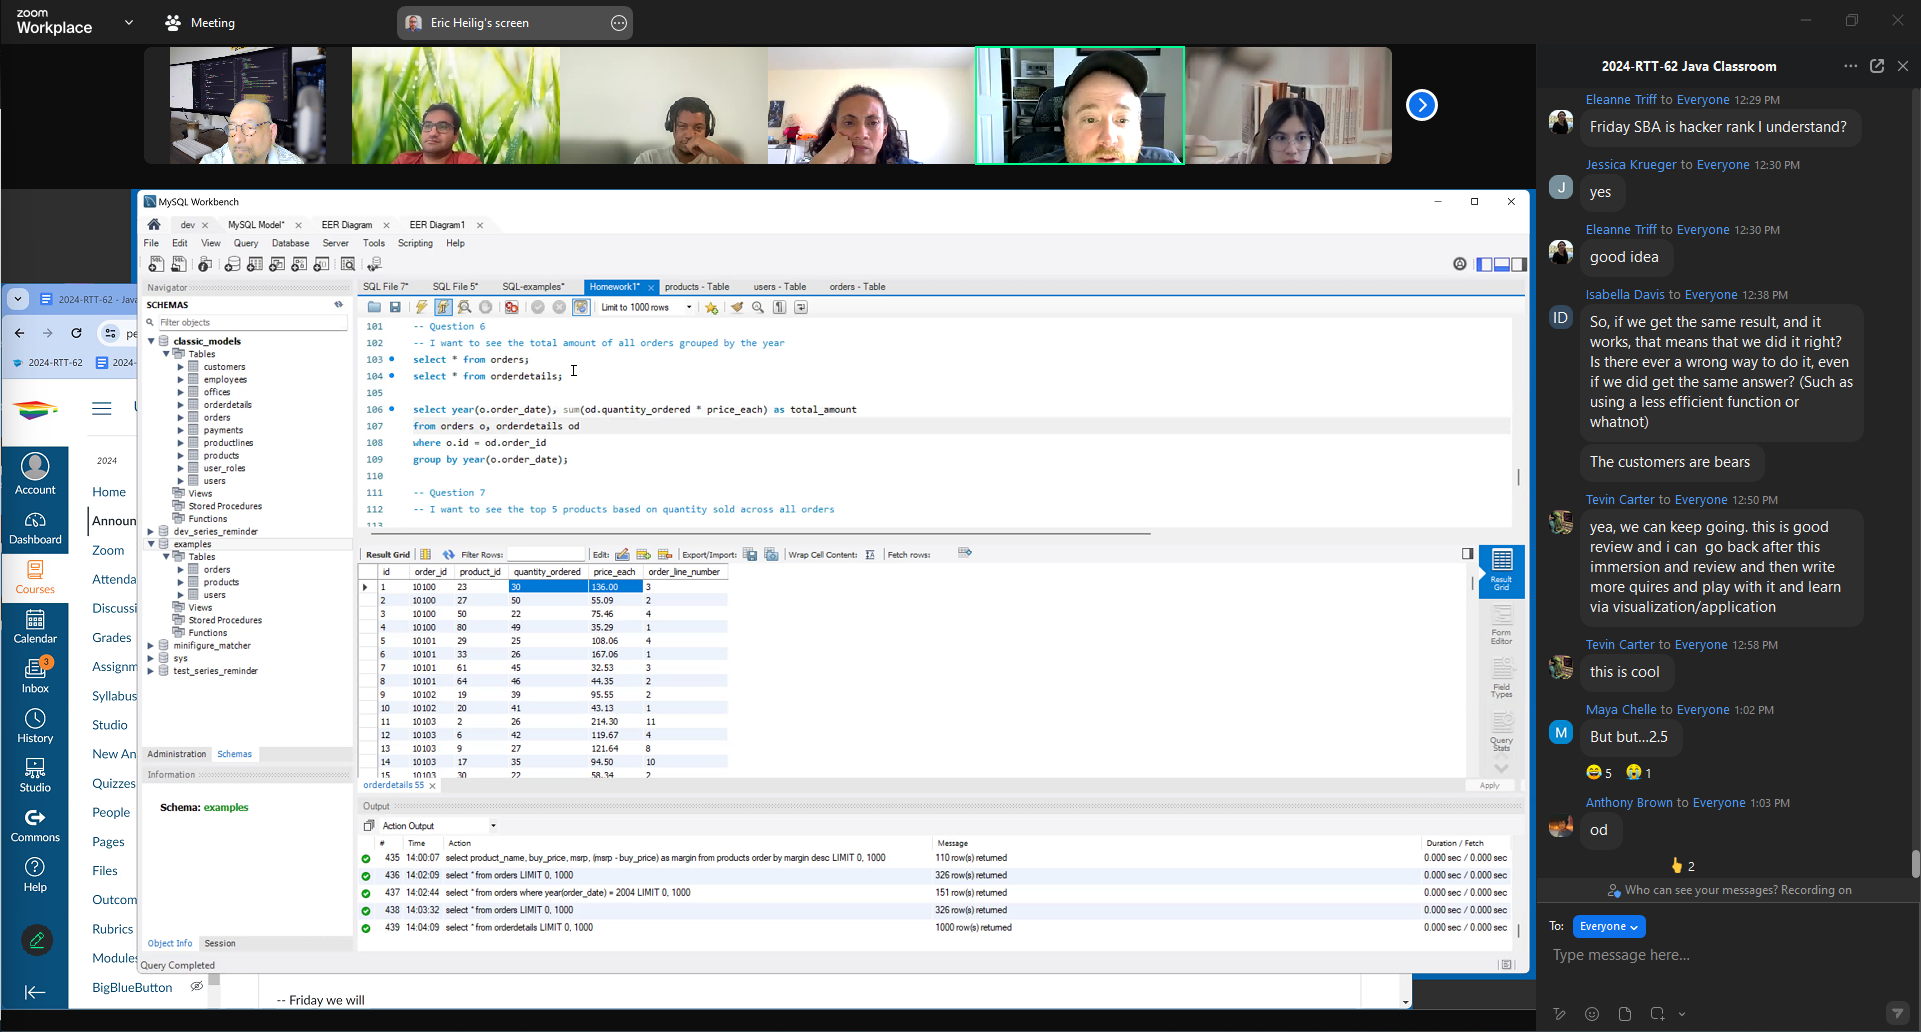 zoom
Workplace
Meeting
Eric Heilig's screen
2024-RTT-62 Java Classroom
Eleanne Triff to Everyone 12:29 PM
Friday SBA is hacker rank I understand?
Jessica Krueger to Everyone 12:30 PM
J
yes
Eleanne Triff to Everyone 12:30 PM
good idea
Isabella Davis to Everyone 12:38 PM
ID
So, if we get the same result, and it
works, that means that we did it right?
Is there ever a wrong way to do it, even
if we did get the same answer? (Such as
using a less efficient function or
whatnot)
The customers are bears
Tevin Carter to Everyone 12:50 PM
yea, we can keep going. this is good
review and i can  go back after this
immersion and review and then write
more quires and play with it and learn
via visualization/application
Tevin Carter to Everyone 12:58 PM
this is cool
Maya Chelle to Everyone 1:02 PM
M
But but...2.5
😂 5 😭 1
Anthony Brown to Everyone 1:03 PM
od
👆 2
Who can see your messages? Recording on
To: Everyone
Type message here...
2024-RTT-62 - Java
2024-RTT-62
2024-
Account
Dashboard
Courses
Calendar
3
Inbox
History
Studio
Commons
Help
2024
Home
Announ
Zoom
Attenda
Discussi
Grades
Assignm
Syllabus
Studio
New An
Quizzes
People
Pages
Files
Outcom
Rubrics
Modules
BigBlueButton
-- Friday we will
MySQL Workbench
dev
MySQL Model*
EER Diagram
EER Diagram1
File Edit View Query Database Server Tools Scripting Help
Navigator
SCHEMAS
Filter objects
classic_models
Tables
customers
employees
offices
orderdetails
orders
payments
productlines
products
user_roles
users
Views
Stored Procedures
Functions
dev_series_reminder
examples
Tables
orders
products
users
Views
Stored Procedures
Functions
minifigure_matcher
sys
test_series_reminder
Administration Schemas
Information
Schema: examples
Object Info Session
Query Completed
SQL File 7* SQL File 5* SQL-examples* Homework1* products - Table users - Table orders - Table
Limit to 1000 rows
101 -- Question 6
102 -- I want to see the total amount of all orders grouped by the year
103 select * from orders;
104 select * from orderdetails;
105
106 select year(o.order_date), sum(od.quantity_ordered * price_each) as total_amount
107 from orders o, orderdetails od
108 where o.id = od.order_id
109 group by year(o.order_date);
110
111 -- Question 7
112 -- I want to see the top 5 products based on quantity sold across all orders
113
Result Grid Filter Rows: Edit: Export/Import: Wrap Cell Content: Fetch rows:
id order_id product_id quantity_ordered price_each order_line_number
1 10100 23 30 136.00 3
2 10100 27 50 55.09 2
3 10100 50 22 75.46 4
4 10100 80 49 35.29 1
5 10101 29 25 108.06 4
6 10101 33 26 167.06 1
7 10101 61 45 32.53 3
8 10101 64 46 44.35 2
9 10102 19 39 95.55 2
10 10102 20 41 43.13 1
11 10103 2 26 214.30 11
12 10103 6 42 119.67 4
13 10103 9 27 121.64 8
14 10103 17 35 94.50 10
15 10103 30 22 58.34 2
Result
Grid
Form
Editor
Field
Types
Query
Stats
orderdetails 55
Apply
Output
Action Output
# Time Action Message Duration / Fetch
435 14:00:07 select product_name, buy_price, msrp, (msrp - buy_price) as margin from products order by margin desc LIMIT 0, 1000 110 row(s) returned 0.000 sec / 0.000 sec
436 14:02:09 select * from orders LIMIT 0, 1000 326 row(s) returned 0.000 sec / 0.000 sec
437 14:02:44 select * from orders where year(order_date) = 2004 LIMIT 0, 1000 151 row(s) returned 0.000 sec / 0.000 sec
438 14:03:32 select * from orders LIMIT 0, 1000 326 row(s) returned 0.000 sec / 0.000 sec
439 14:04:09 select * from orderdetails LIMIT 0, 1000 1000 row(s) returned 0.000 sec / 0.000 sec